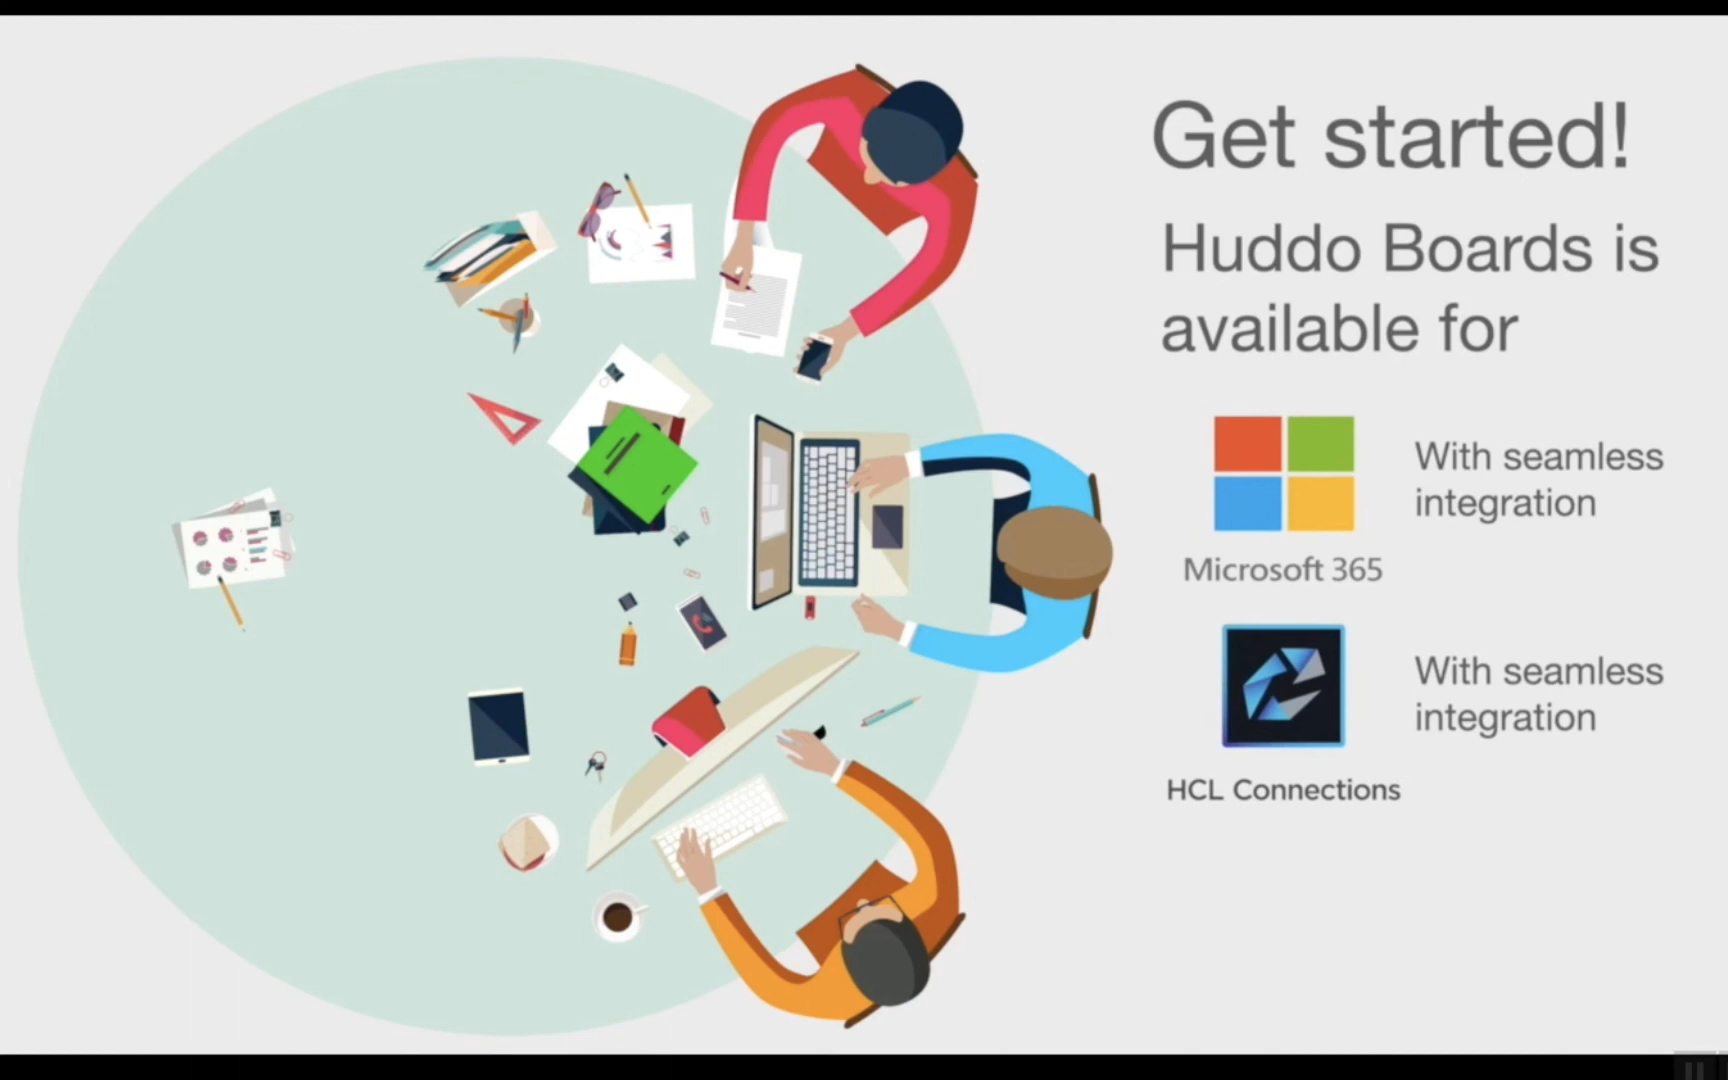 Get started!
Huddo Boards is
available for
With seamless
integration
Microsoft 365
With seamless
integration
HCL Connections